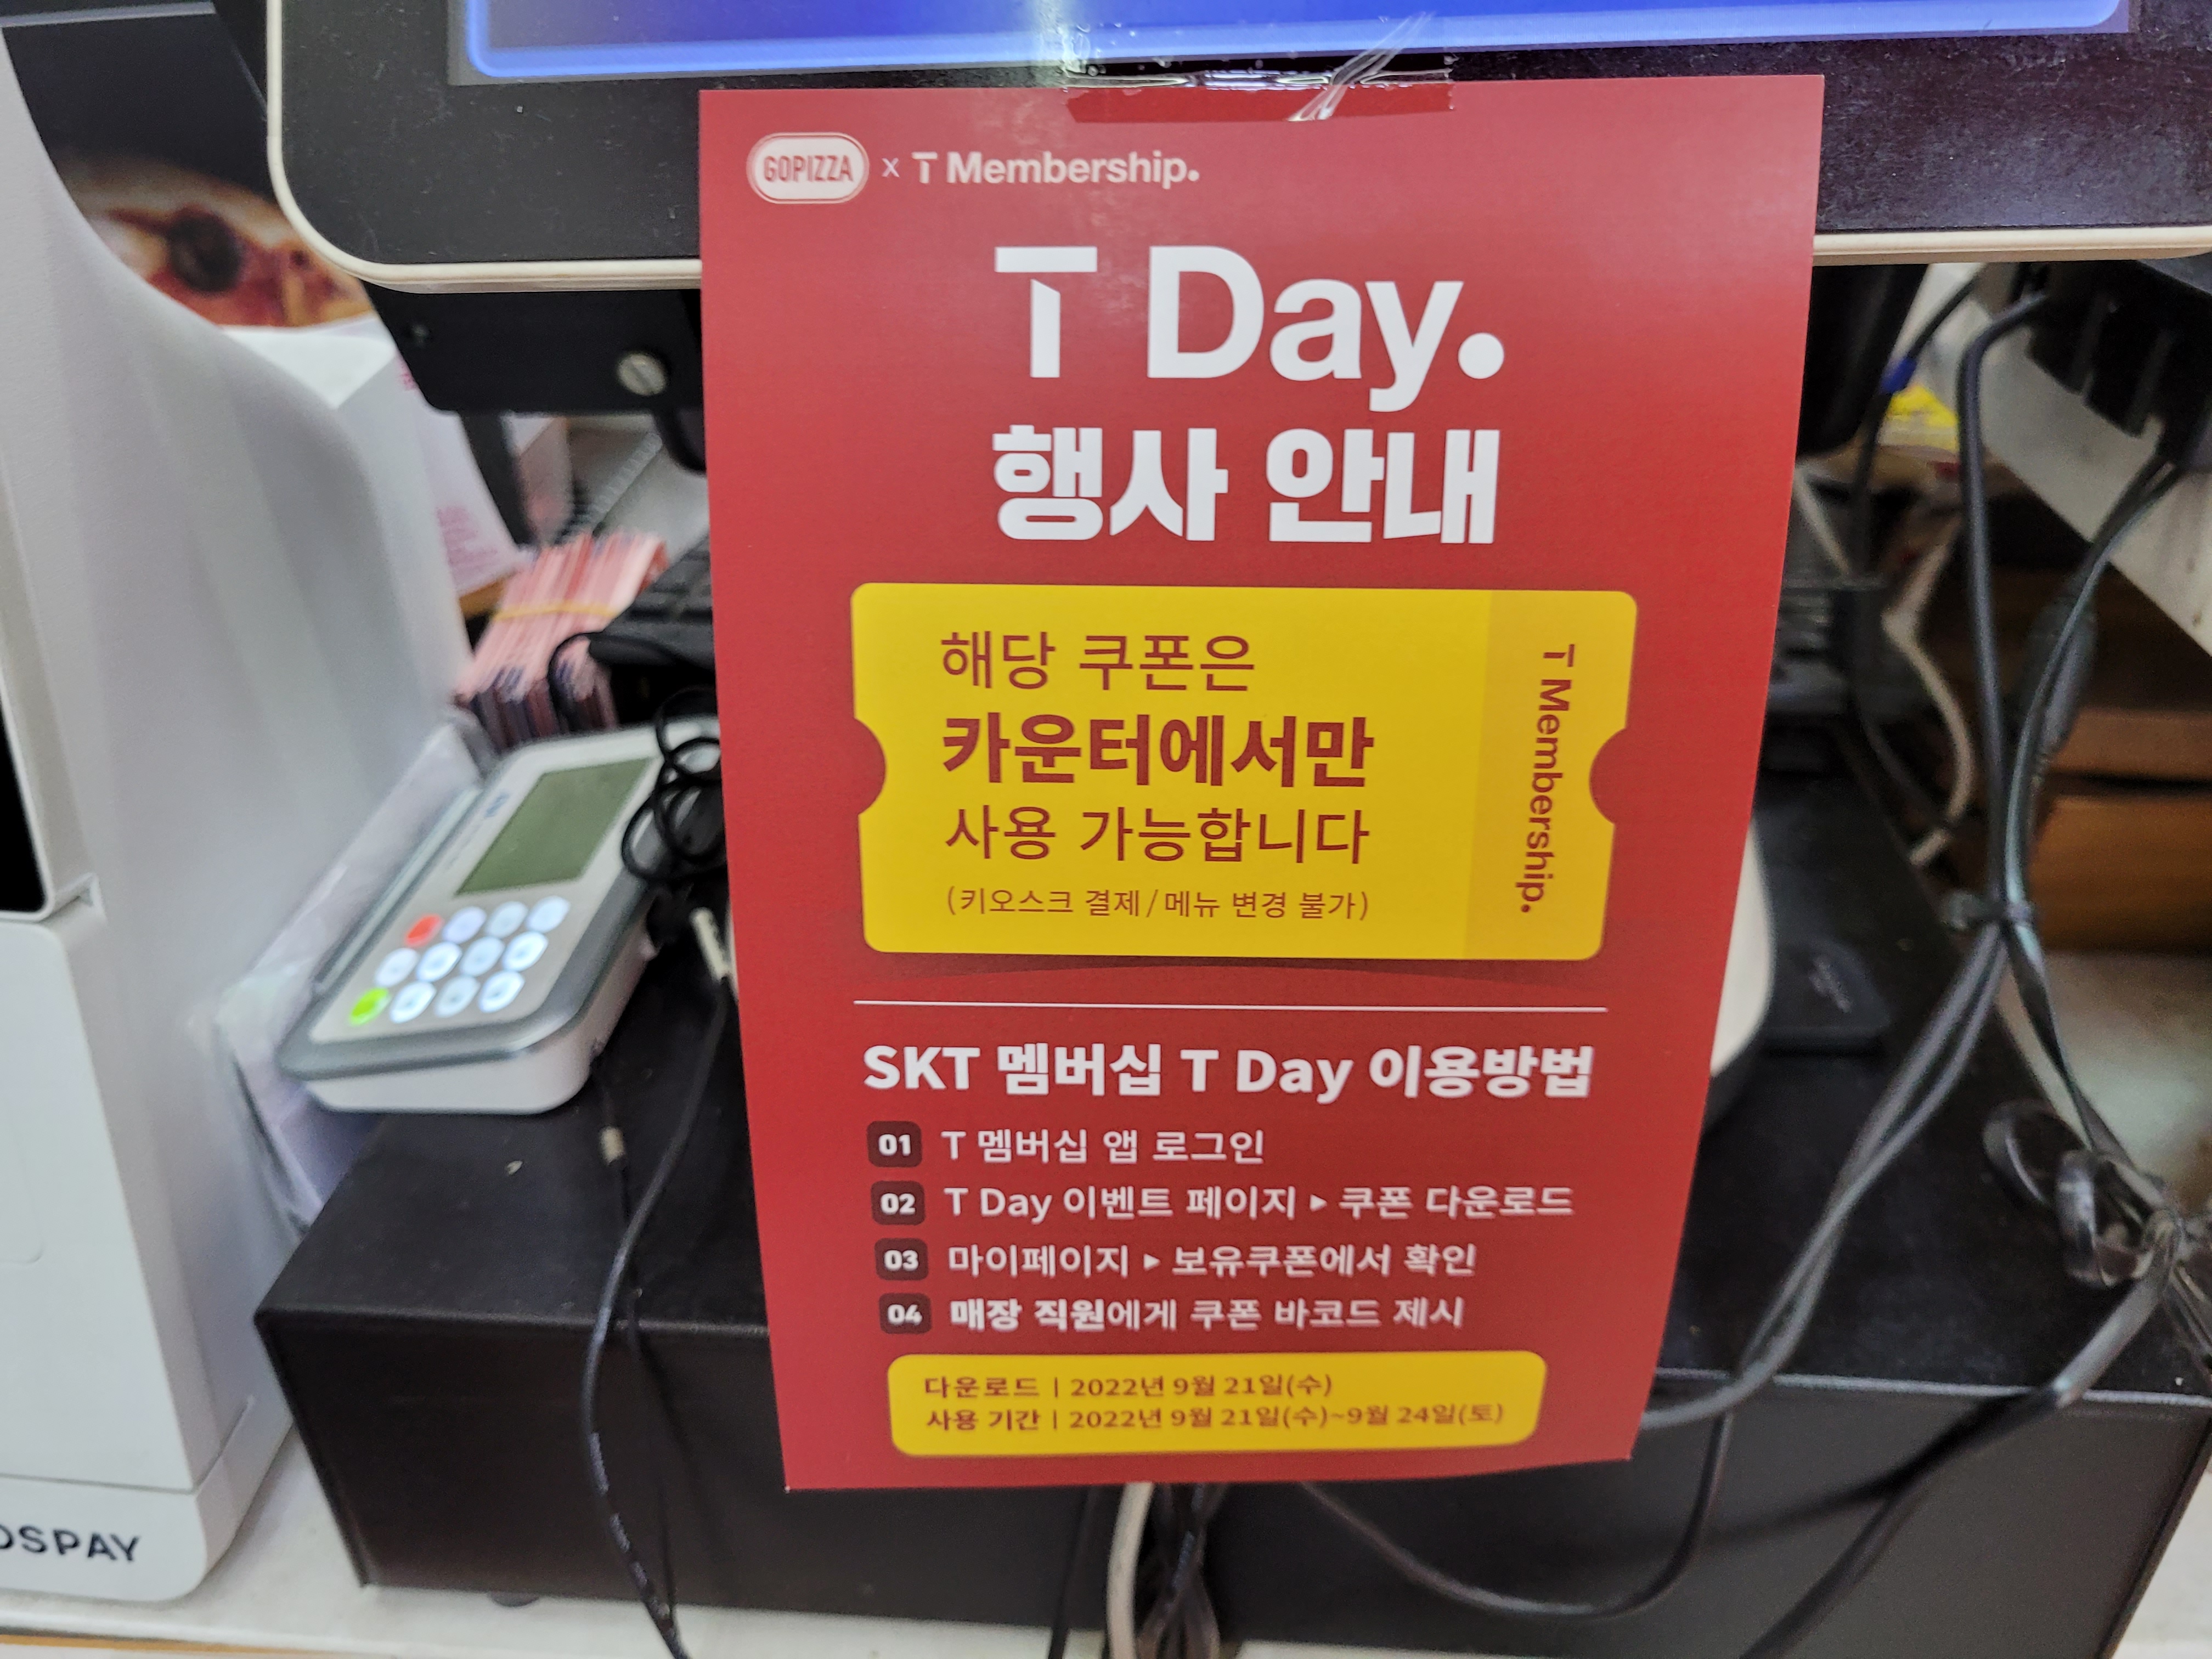 GOPIZZA x T Membership.
T Day.
행사 안내
해당 쿠폰은
카운터에서만
사용 가능합니다
(키오스크 결제/메뉴 변경 불가)
T Membership.
SKT 멤버십 T Day 이용방법
01 T 멤버십 앱 로그인
02 T Day 이벤트 페이지 ▸ 쿠폰 다운로드
03 마이페이지 ▸ 보유쿠폰에서 확인
04 매장 직원에게 쿠폰 바코드 제시
다운로드 | 2022년 9월 21일(수)
사용 기간 | 2022년 9월 21일(수)~9월 24일(토)
OSPAY